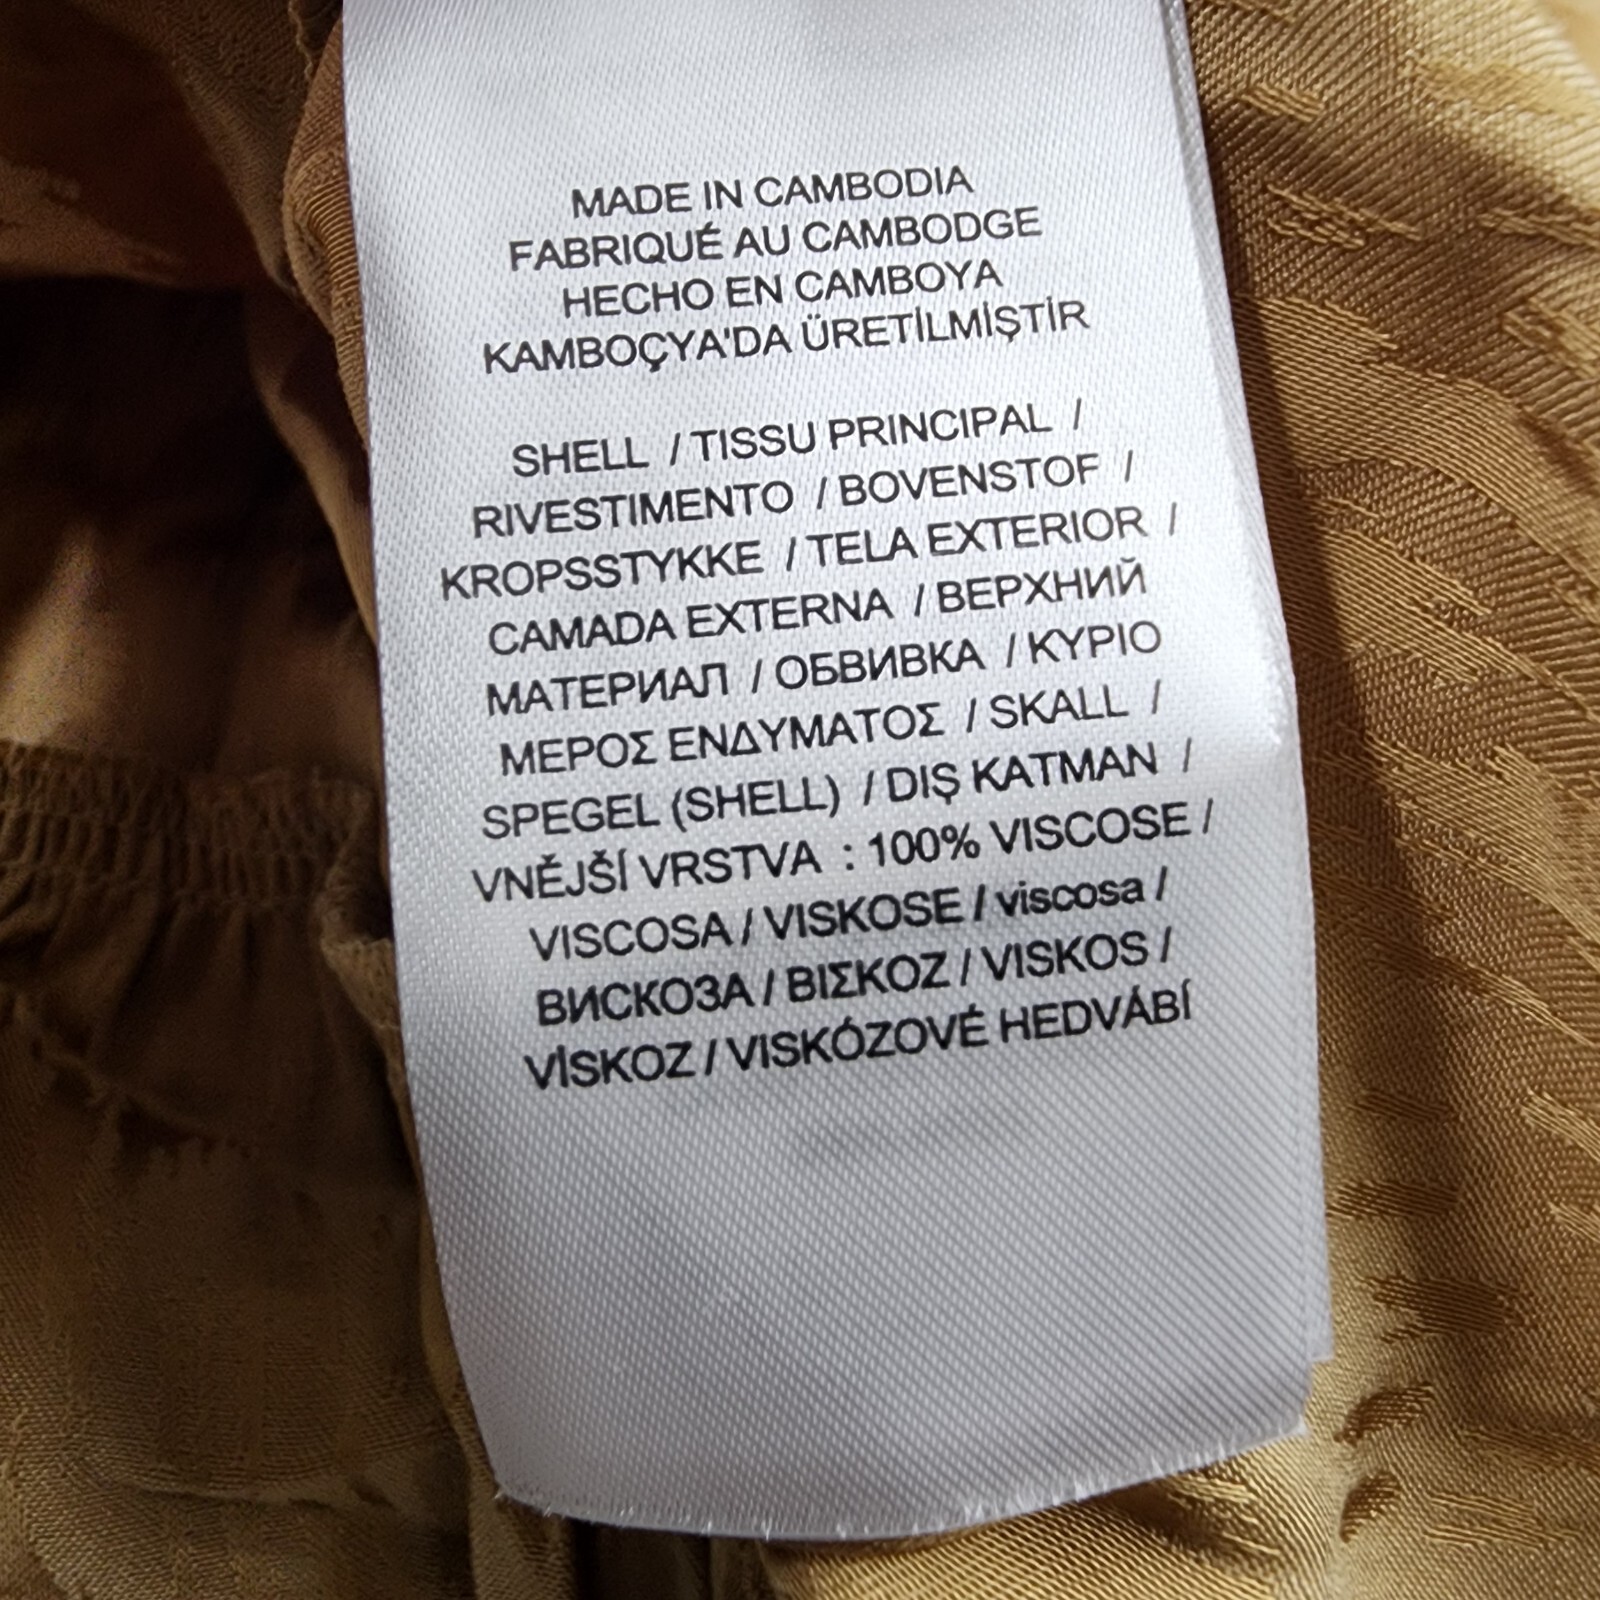 MADE IN CAMBODIA
FABRIQUÉ AU CAMBODGE
HECHO EN CAMBOYA
KAMBOÇYA'DA ÜRETİLMİŞTİR
SHELL / TISSU PRINCIPAL /
RIVESTIMENTO / BOVENSTOF /
KROPSSTYKKE / TELA EXTERIOR /
CAMADA EXTERNA / ВЕРХНИЙ
МАТЕРИАЛ / ОБВИВКА / ΚΥΡΙΟ
ΜΕΡΟΣ ΕΝΔΥΜΑΤΟΣ / SKALL /
SPEGEL (SHELL) / DIŞ KATMAN /
VNĚJŠÍ VRSTVA : 100% VISCOSE /
VISCOSA / VISKOSE / viscosa /
ВИСКОЗА / ΒΙΣΚΟΖ / VISKOS /
VİSKOZ / VISKÓZOVÉ HEDVÁBÍ